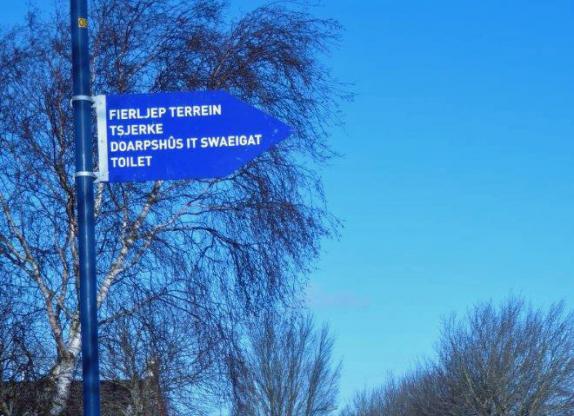 FIERLJEP TERREIN
TSJERKE
DOARPSHÛS IT SWAEIGAT
TOILET